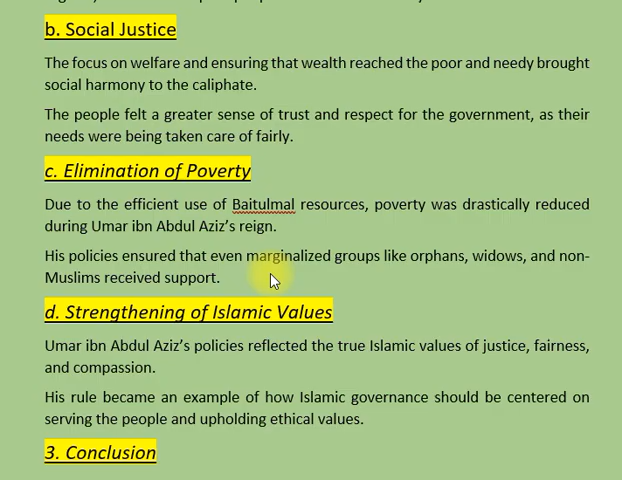 b. Social Justice
The focus on welfare and ensuring that wealth reached the poor and needy brought
social harmony to the caliphate.
The people felt a greater sense of trust and respect for the government, as their
needs were being taken care of fairly.
c. Elimination of Poverty
Due to the efficient use of Baitulmal resources, poverty was drastically reduced
during Umar ibn Abdul Aziz’s reign.
His policies ensured that even marginalized groups like orphans, widows, and non-
Muslims received support.
d. Strengthening of Islamic Values
Umar ibn Abdul Aziz’s policies reflected the true Islamic values of justice, fairness,
and compassion.
His rule became an example of how Islamic governance should be centered on
serving the people and upholding ethical values.
3. Conclusion